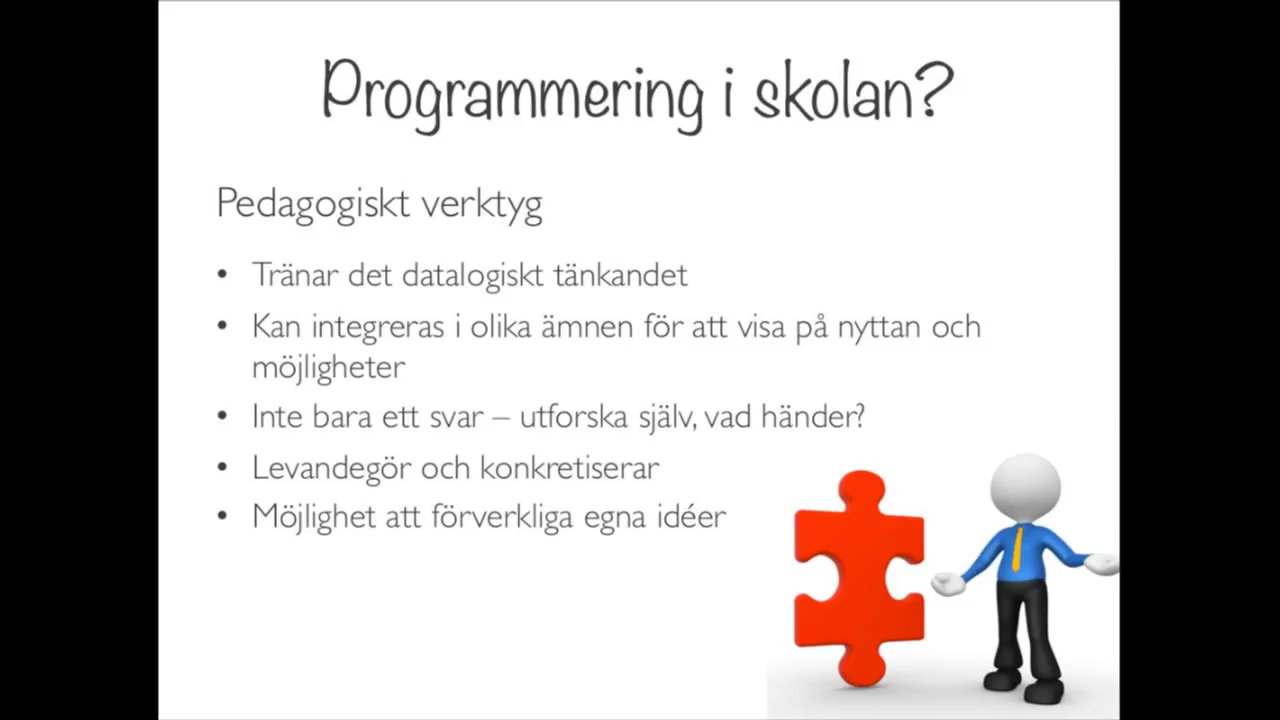 Programmering i skolan?
Pedagogiskt verktyg
• Tränar det datalogiskt tänkandet
• Kan integreras i olika ämnen för att visa på nyttan och
möjligheter
• Inte bara ett svar – utforska själv, vad händer?
• Levandegör och konkretiserar
• Möjlighet att förverkliga egna idéer